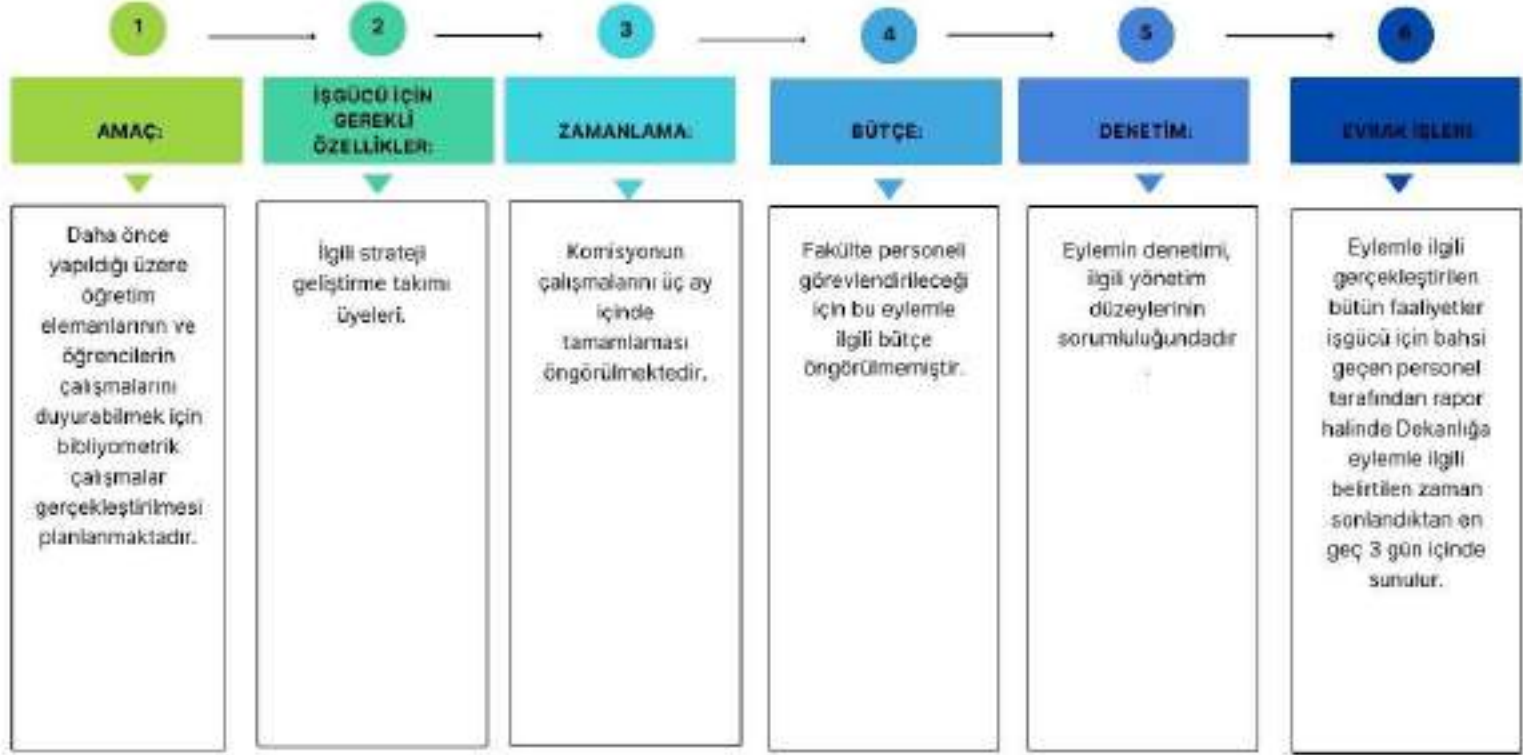 1
AMAÇ:
Daha önce
yapıldığı üzere
öğretim
elemanlarının ve
öğrencilerin
çalışmalarını
duyurabilmek için
bibliyometrik
çalışmalar
gerçekleştirilmesi
planlanmaktadır.
2
İŞGÜCÜ İÇİN
GEREKLİ
ÖZELLİKLER:
İlgili strateji
geliştirme takımı
üyeleri.
3
ZAMANLAMA:
Komisyonun
çalışmalarını üç ay
içinde
tamamlaması
öngörülmektedir.
4
BÜTÇE:
Fakülte personeli
görevlendirileceği
için bu eylemle
ilgili bütçe
öngörülmemiştir.
5
DENETİM:
Eylemin denetimi,
ilgili yönetim
düzeylerinin
sorumluluğundadır
.
6
EVRAK İŞLERİ:
Eylemle ilgili
gerçekleştirilen
bütün faaliyetler
işgücü için bahsi
geçen personel
tarafından rapor
halinde Dekanlığa
eylemle ilgili
belirtilen zaman
sonlandıktan en
geç 3 gün içinde
sunulur.